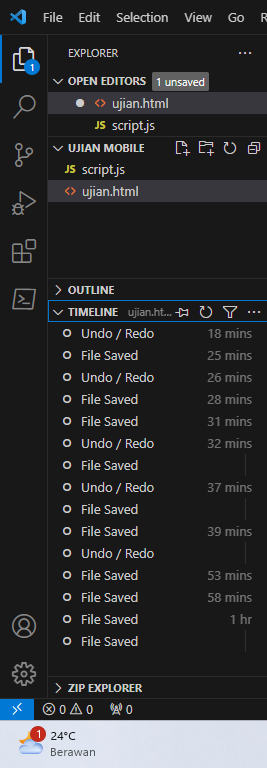 File Edit Selection View Go R
EXPLORER ...
OPEN EDITORS 1 unsaved
ujian.html
script.js
UJIAN MOBILE
script.js
ujian.html
OUTLINE
TIMELINE ujian.ht... ...
Undo / Redo 18 mins
File Saved 25 mins
Undo / Redo 26 mins
File Saved 28 mins
File Saved 31 mins
Undo / Redo 32 mins
File Saved
Undo / Redo 37 mins
File Saved
File Saved 39 mins
Undo / Redo
File Saved 53 mins
File Saved 58 mins
File Saved 1 hr
File Saved
ZIP EXPLORER
0 0 0
1
1
24°C
Berawan